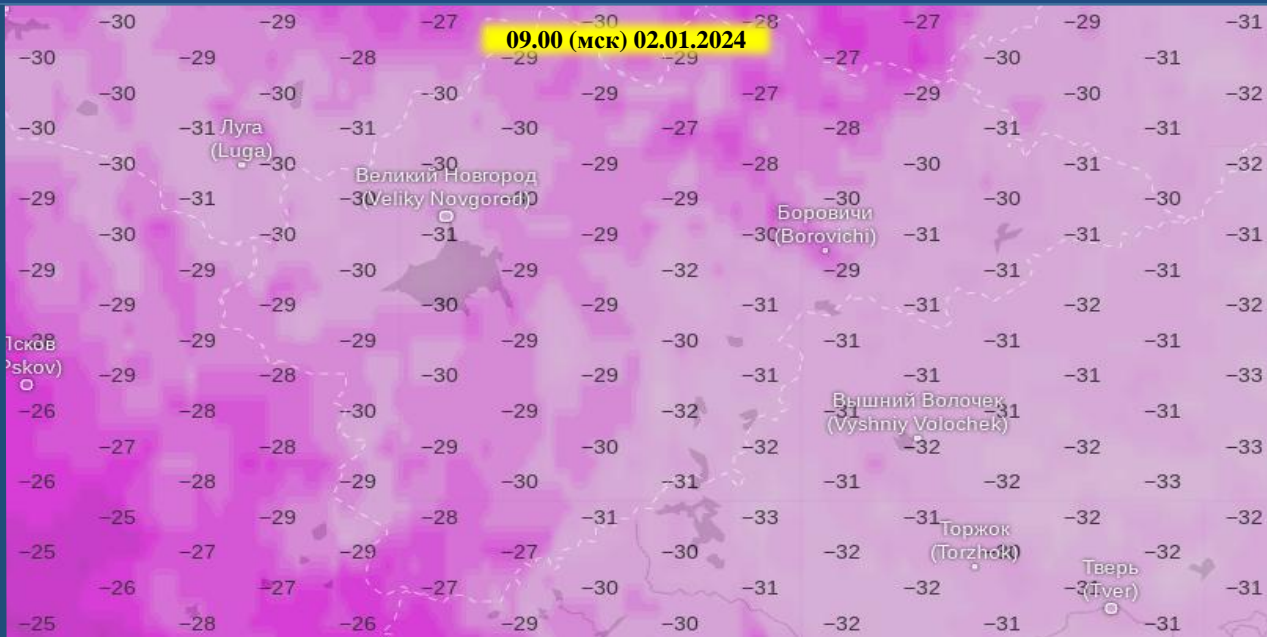 −30 −29 −27 −30 −28 −27 −29 −31
09.00 (мск) 02.01.2024
−30 −29 −28 −29 −29 −27 −30 −31
−30 −30 −30 −29 −27 −29 −30 −32
−30 −31 Луга −31 −30 −27 −28 −31 −31
(Luga)
−30 −30 −30 −29 −28 −30 −31 −32
Великий Новгород
(Veliky Novgorod)
−29 −31 −29 −30 −30 −30
Боровичи
(Borovichi)
−30 −30 −31 −29 −30 −31 −31 −31
−29 −29 −30 −29 −32 −29 −31 −31
−29 −29 −30 −29 −31 −31 −32 −32
Псков
(Pskov)
−29 −29 −29 −30 −31 −31 −31
−29 −28 −30 −29 −31 −31 −31 −33
Вышний Волочек
(Vyshniy Volochek)
−26 −28 −30 −29 −32 −31 −31 −31
−27 −28 −29 −30 −32 −32 −32 −33
−26 −28 −29 −30 −31 −31 −32 −33
−25 −29 −28 −31 −33 −31 −32 −32
Торжок
(Torzhok)
−25 −27 −29 −27 −30 −32 −32
Тверь
(Tver)
−26 −27 −27 −30 −31 −32 −31
−25 −28 −26 −29 −30 −32 −31 −31